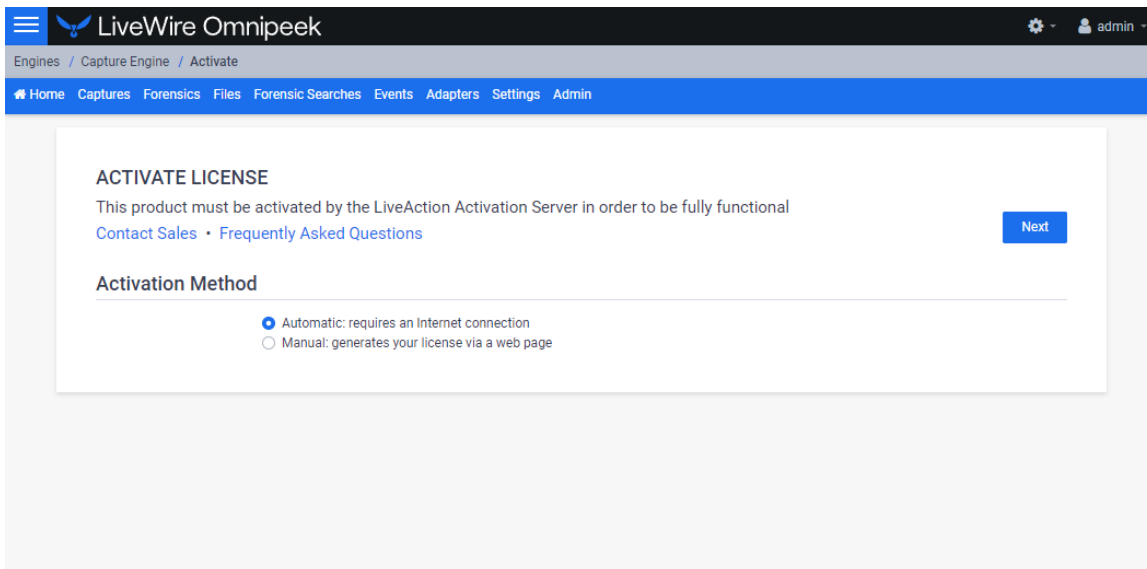 LiveWire Omnipeek
admin
Engines / Capture Engine / Activate
Home Captures Forensics Files Forensic Searches Events Adapters Settings Admin
ACTIVATE LICENSE
This product must be activated by the LiveAction Activation Server in order to be fully functional
Contact Sales • Frequently Asked Questions
Next
Activation Method
Automatic: requires an Internet connection
Manual: generates your license via a web page